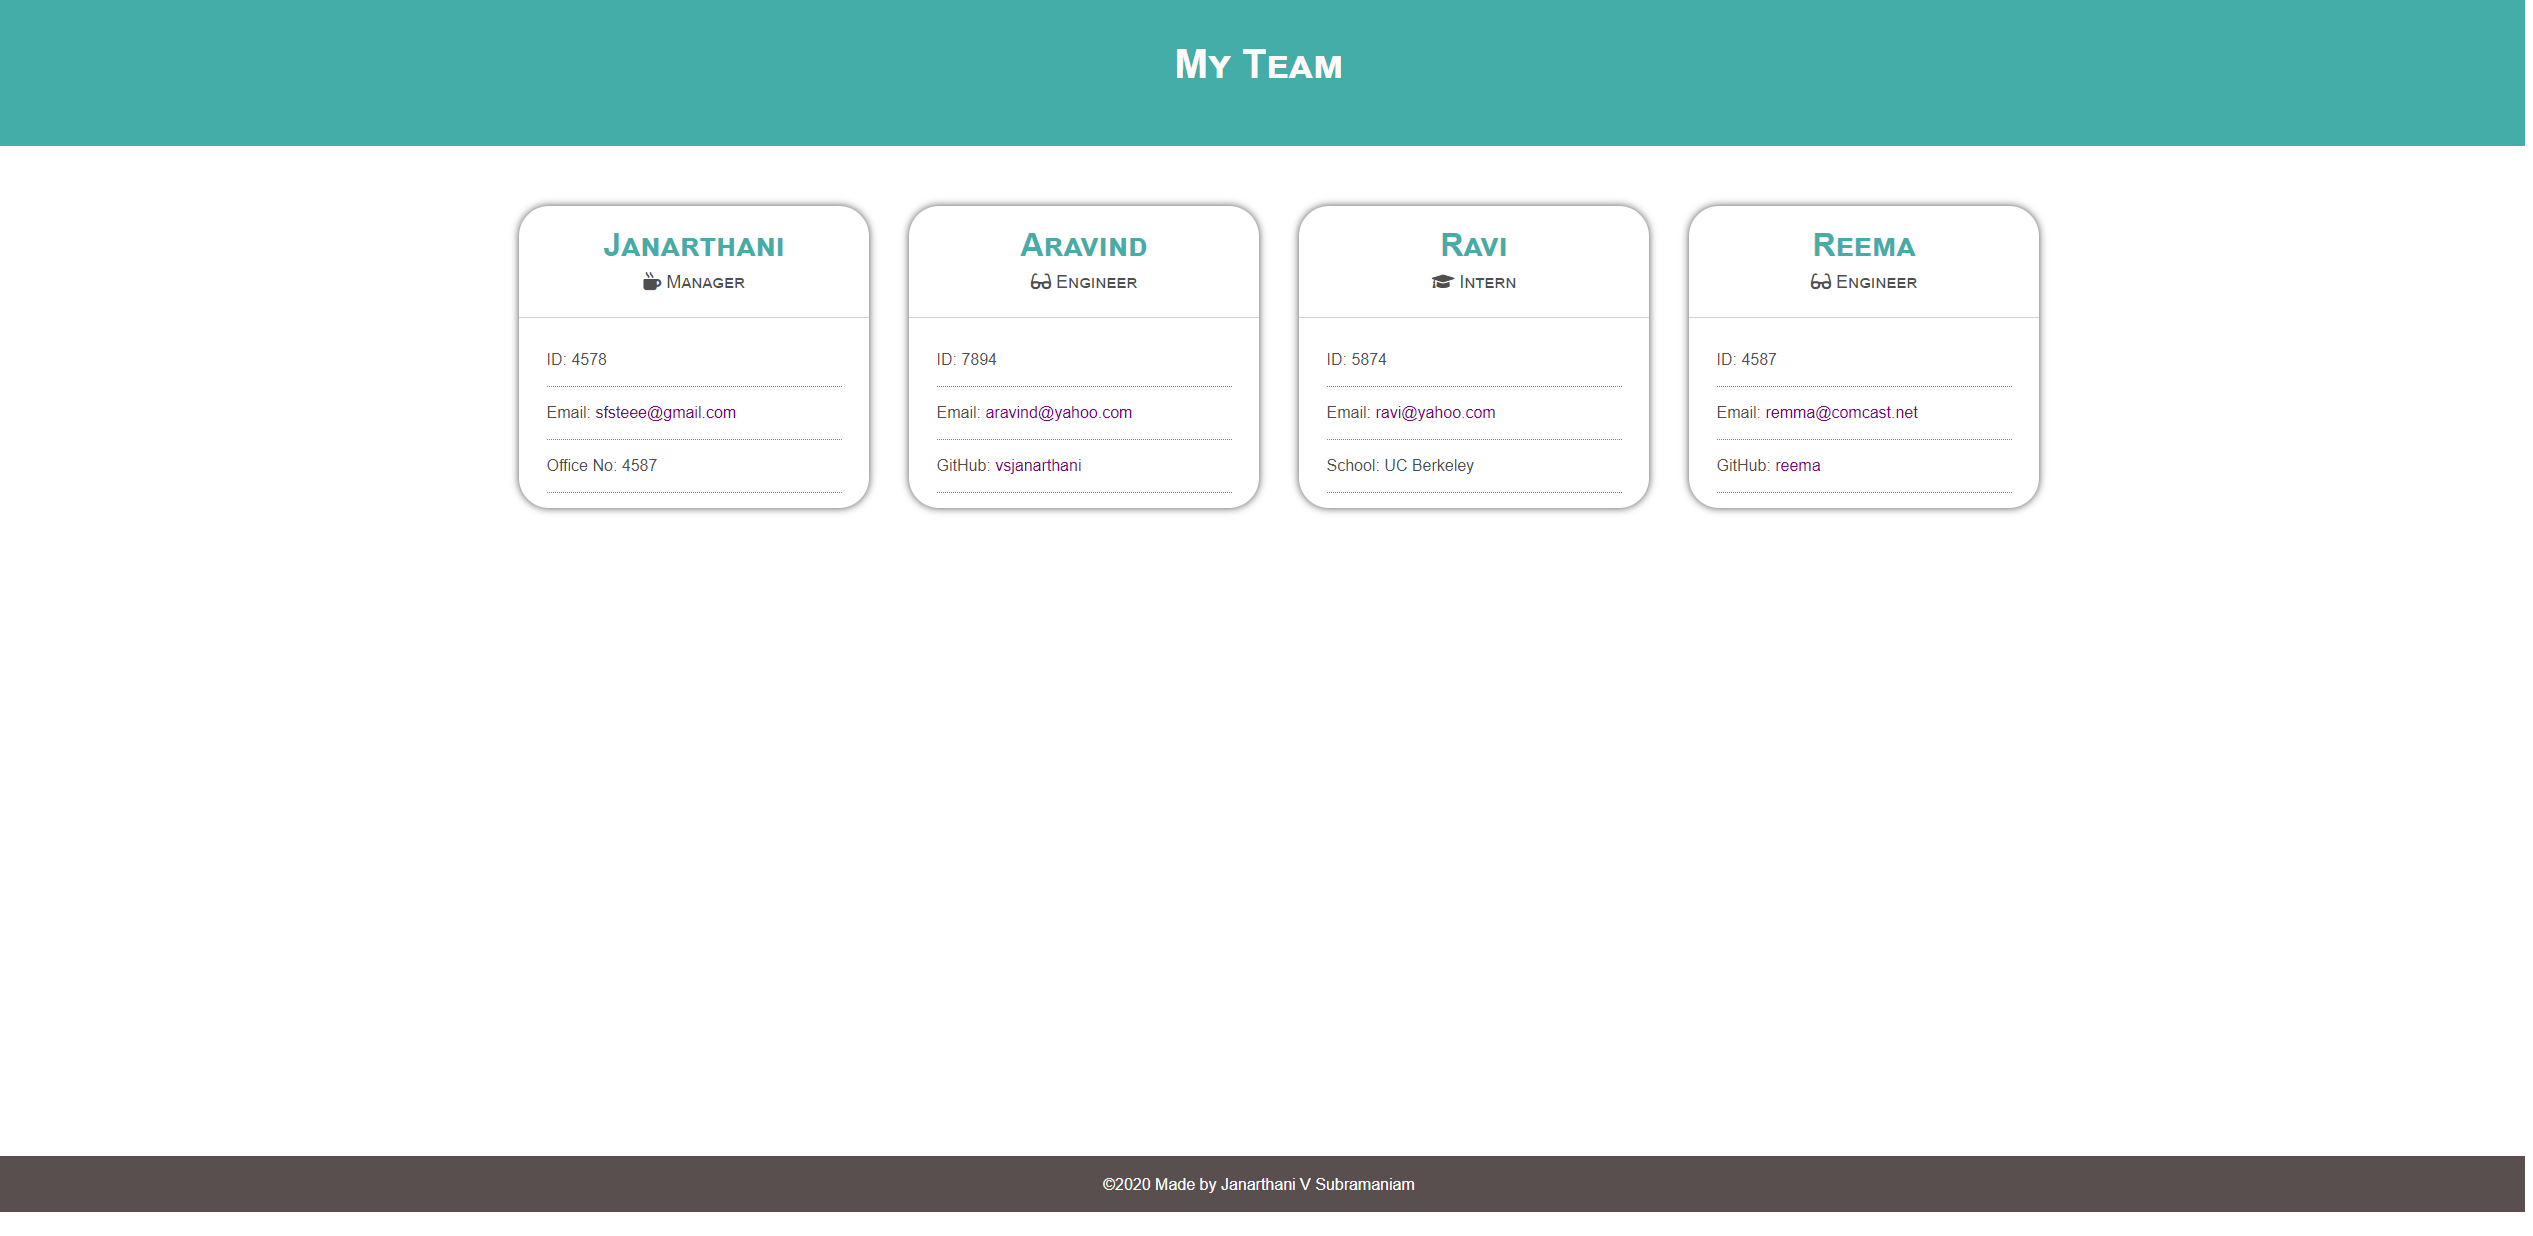 My Team
Janarthani
Manager
ID: 4578
Email: sfsteee@gmail.com
Office No: 4587
Aravind
Engineer
ID: 7894
Email: aravind@yahoo.com
GitHub: vsjanarthani
Ravi
Intern
ID: 5874
Email: ravi@yahoo.com
School: UC Berkeley
Reema
Engineer
ID: 4587
Email: remma@comcast.net
GitHub: reema
©2020 Made by Janarthani V Subramaniam